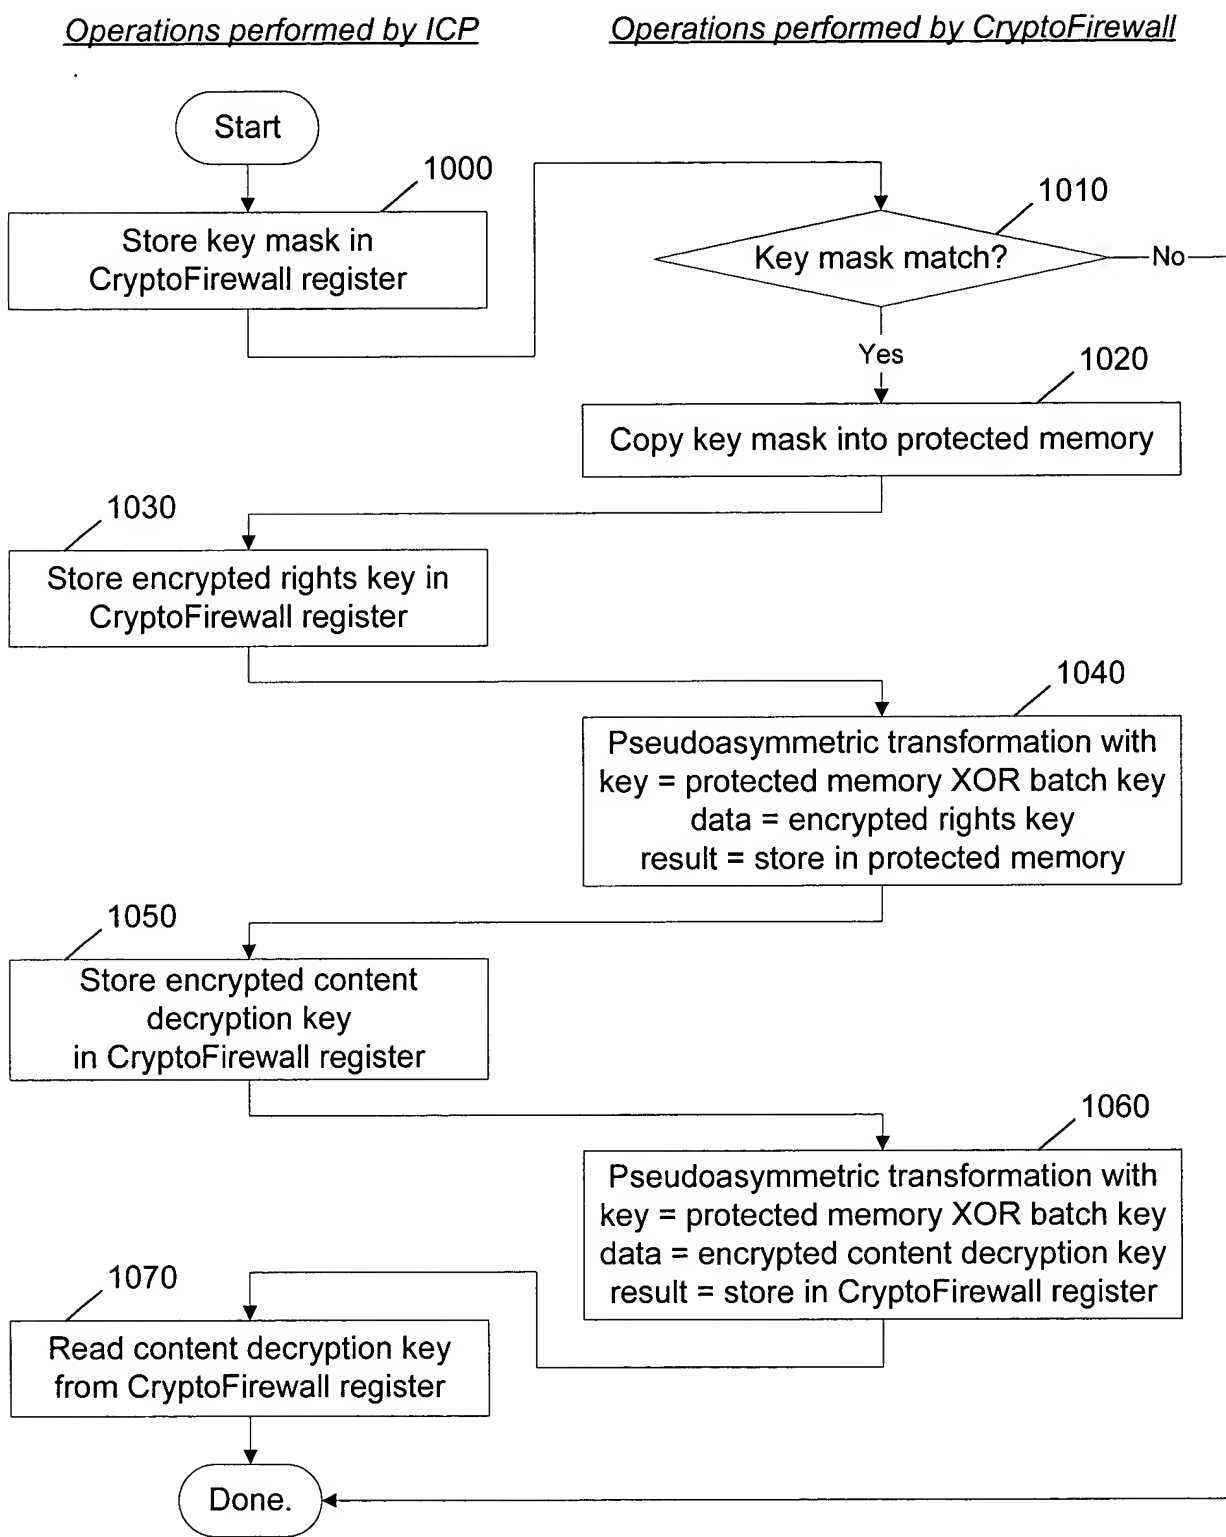 Operations performed by ICP
Operations performed by CryptoFirewall
Start
1000
Store key mask in
CryptoFirewall register
1010
Key mask match?
No
Yes
1020
Copy key mask into protected memory
1030
Store encrypted rights key in
CryptoFirewall register
1040
Pseudoasymmetric transformation with
key = protected memory XOR batch key
data = encrypted rights key
result = store in protected memory
1050
Store encrypted content
decryption key
in CryptoFirewall register
1060
Pseudoasymmetric transformation with
key = protected memory XOR batch key
data = encrypted content decryption key
result = store in CryptoFirewall register
1070
Read content decryption key
from CryptoFirewall register
Done.